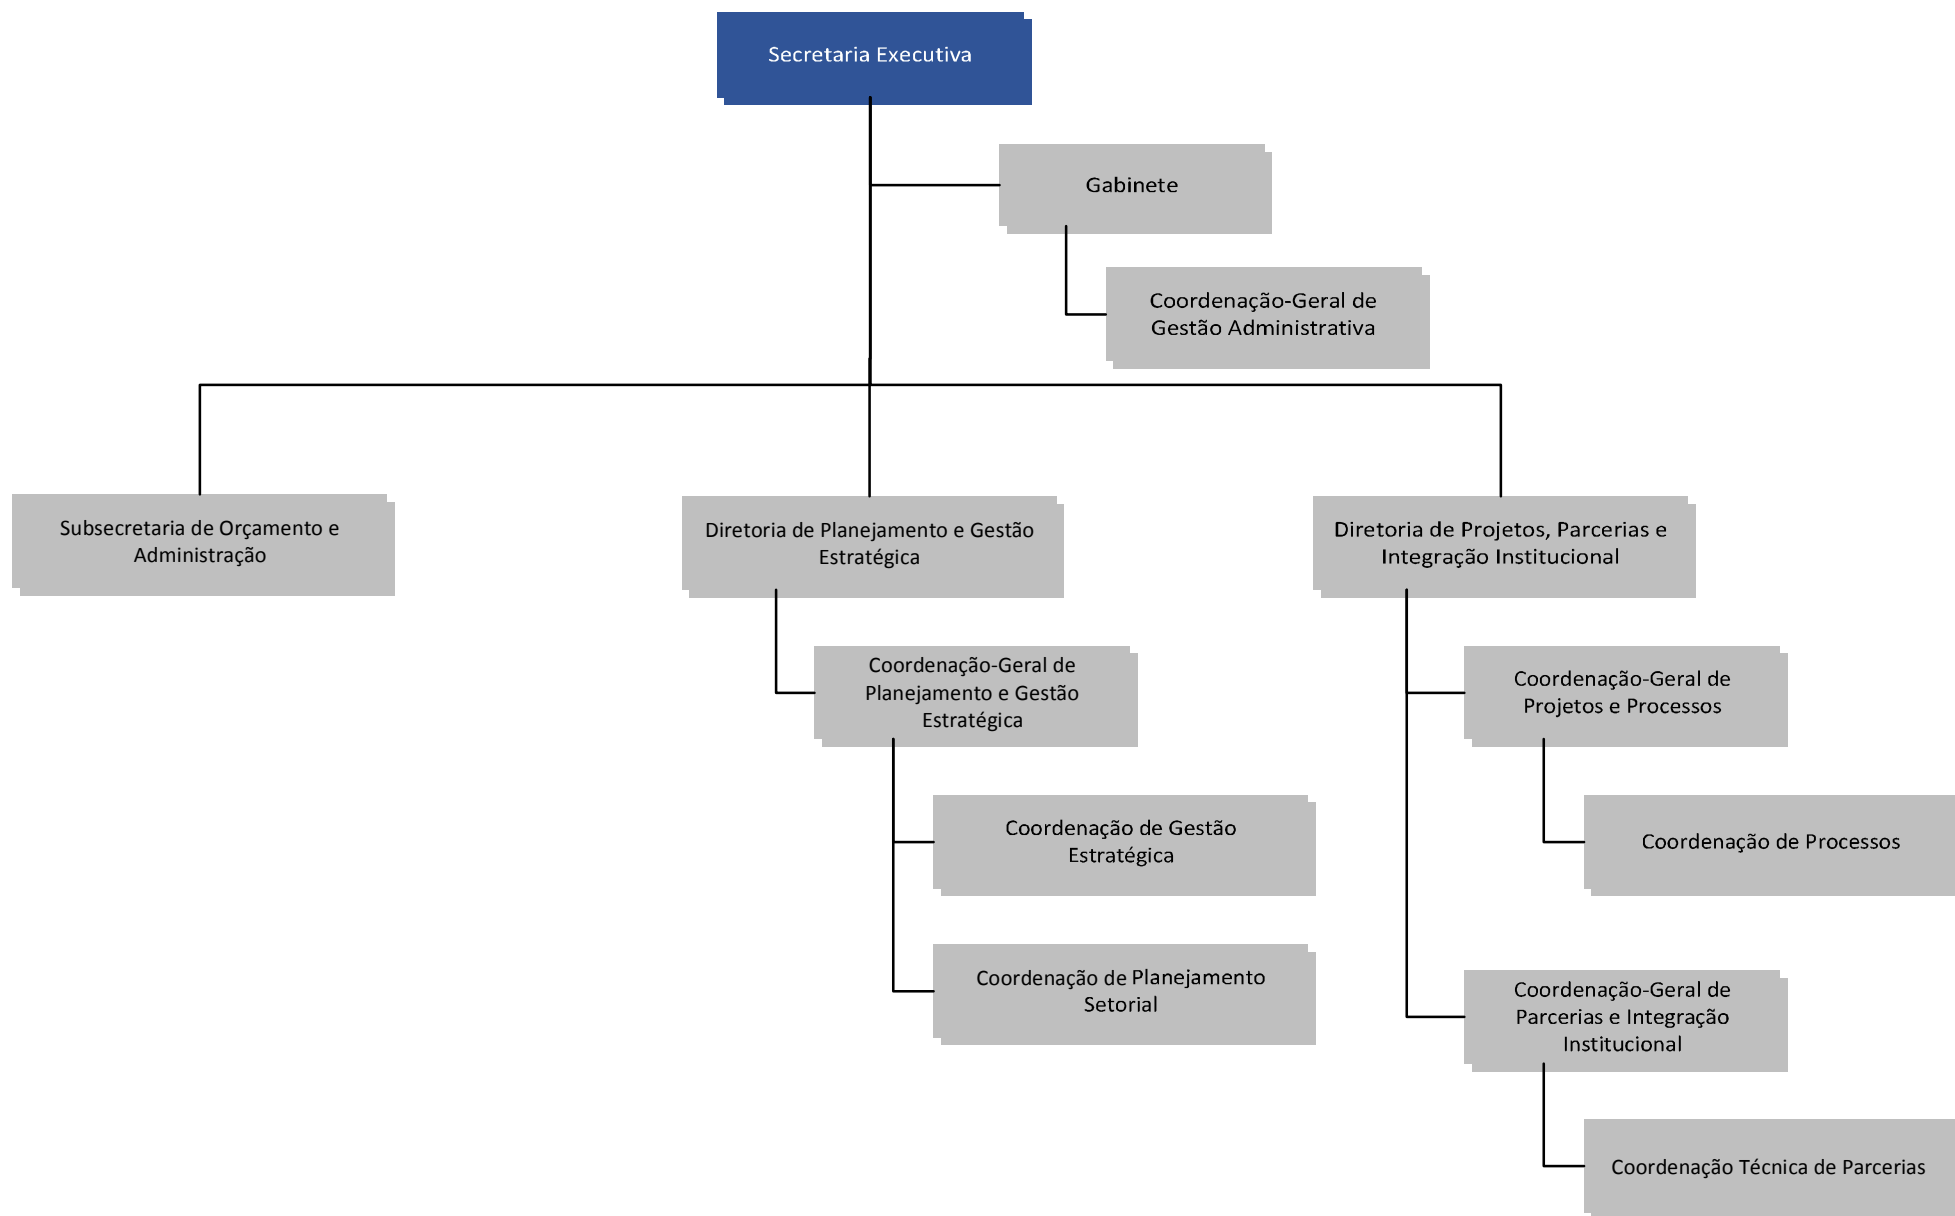 Secretaria Executiva
Gabinete
Coordenação-Geral de
Gestão Administrativa
Subsecretaria de Orçamento e
Administração
Diretoria de Planejamento e Gestão
Estratégica
Diretoria de Projetos, Parcerias e
Integração Institucional
Coordenação-Geral de
Planejamento e Gestão
Estratégica
Coordenação-Geral de
Projetos e Processos
Coordenação de Gestão
Estratégica
Coordenação de Processos
Coordenação de Planejamento
Setorial
Coordenação-Geral de
Parcerias e Integração
Institucional
Coordenação Técnica de Parcerias